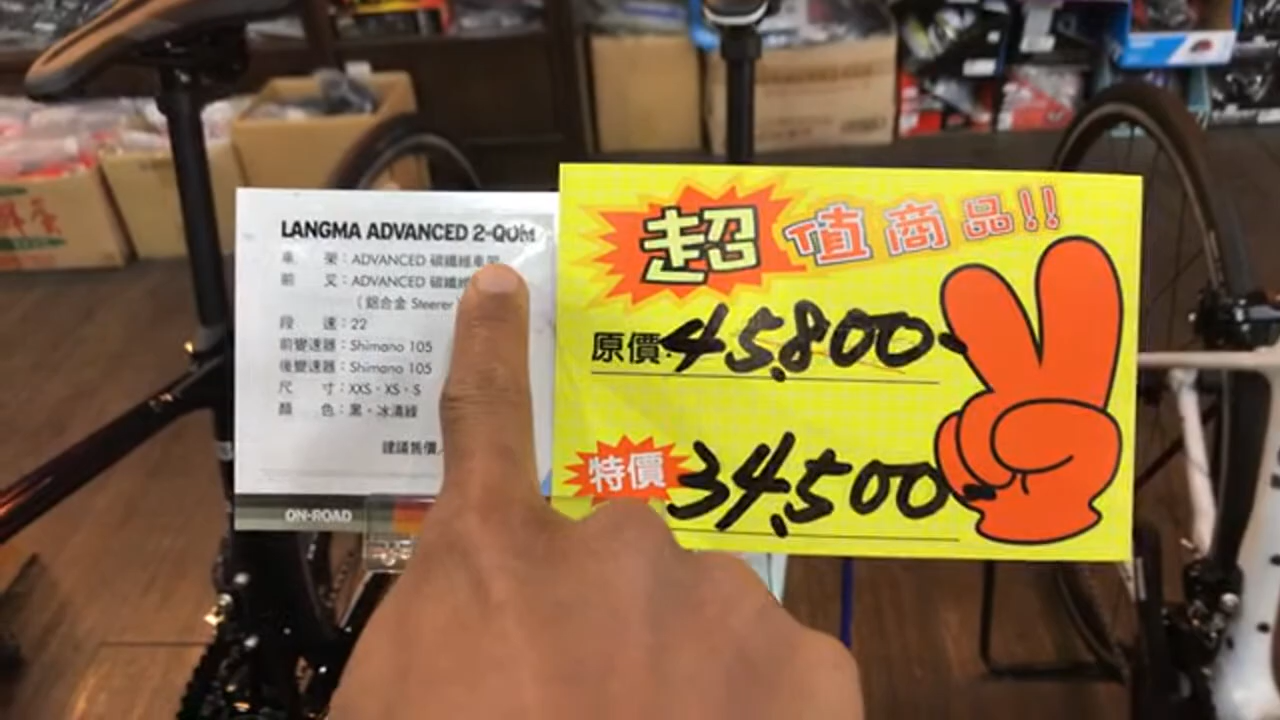 LANGMA ADVANCED 2-QOM
車架：ADVANCED 碳纖維車架
前叉：ADVANCED 碳纖維
（鋁合金 Steerer
段速：22
前變速器：Shimano 105
後變速器：Shimano 105
尺寸：XXS・XS・S
顏色：黑・冰清綠
建議售價
ON-ROAD
超值商品!!
原價:45,800
特價 34,500